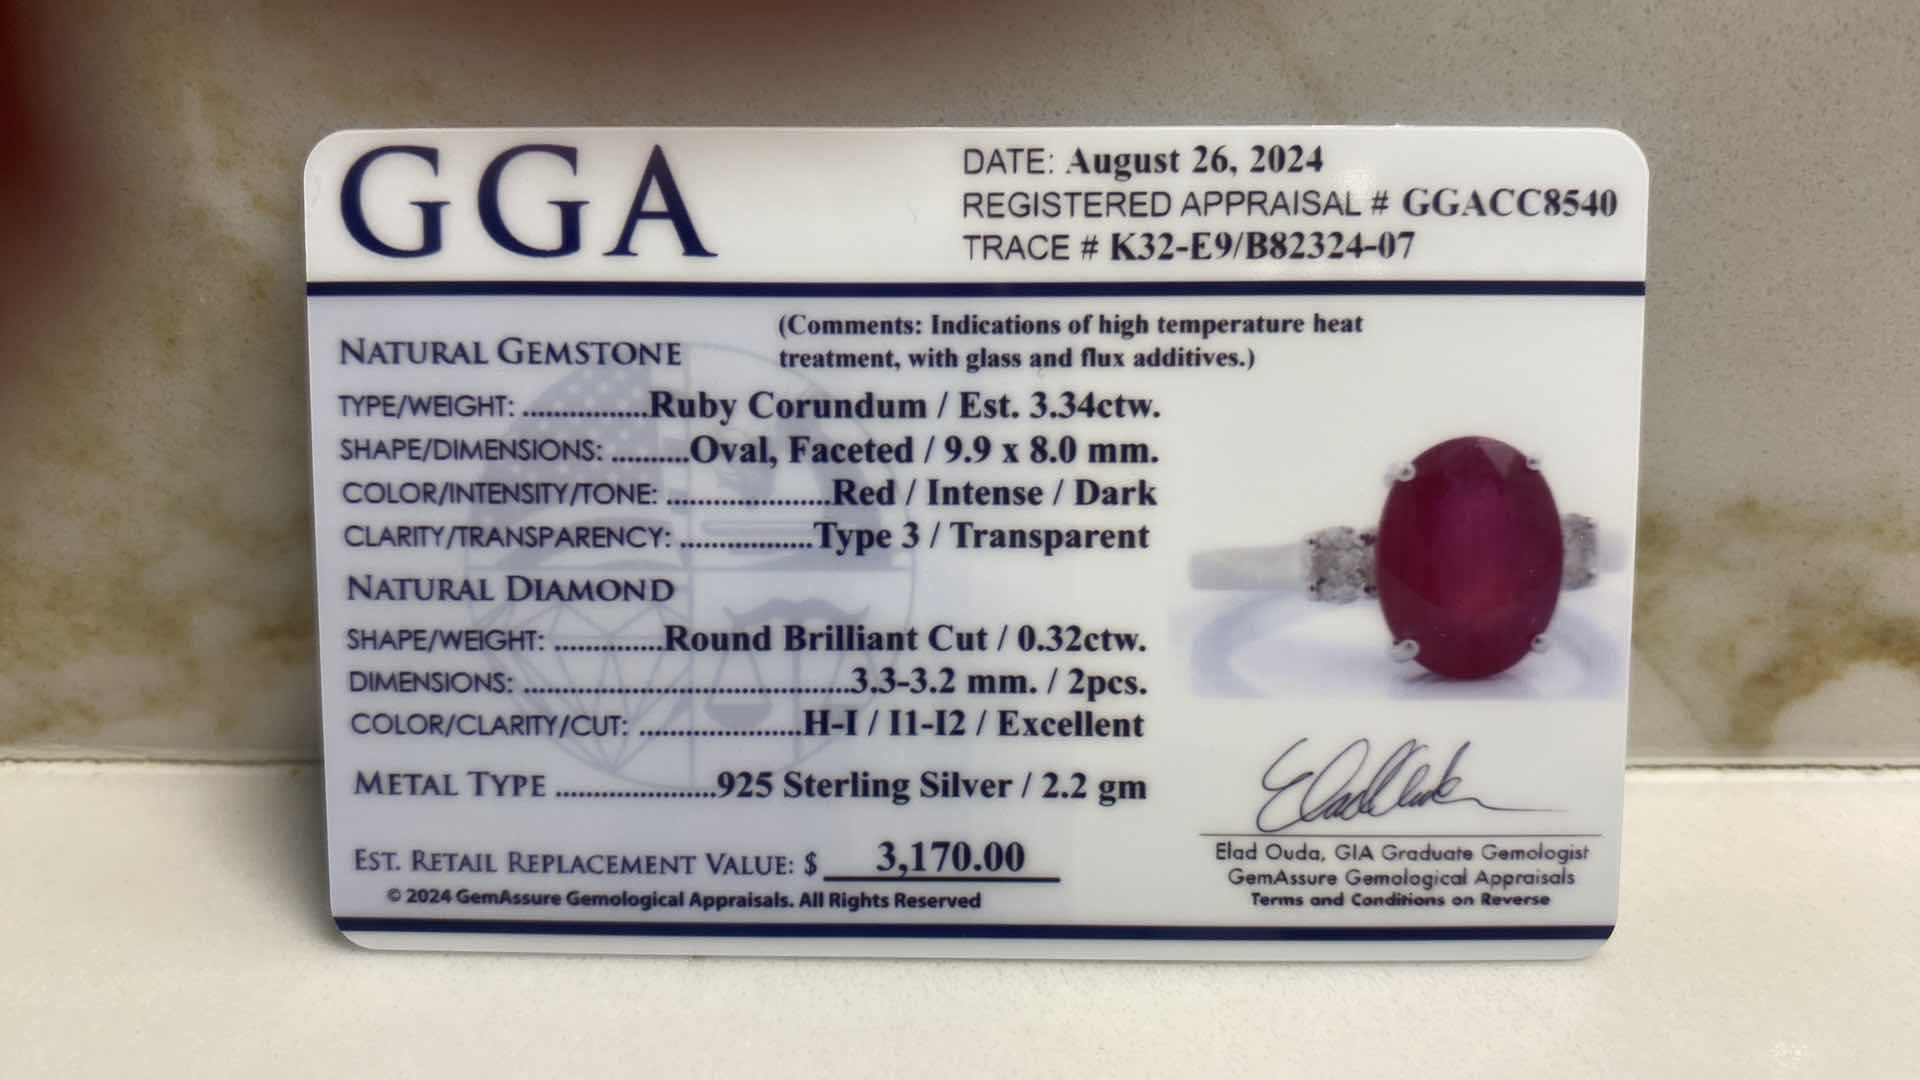 GGA
DATE: August 26, 2024
REGISTERED APPRAISAL # GGACC8540
TRACE # K32-E9/B82324-07
NATURAL GEMSTONE
(Comments: Indications of high temperature heat
treatment, with glass and flux additives.)
TYPE/WEIGHT: ................Ruby Corundum / Est. 3.34ctw.
SHAPE/DIMENSIONS: ..........Oval, Faceted / 9.9 x 8.0 mm.
COLOR/INTENSITY/TONE: .....................Red / Intense / Dark
CLARITY/TRANSPARENCY: .................Type 3 / Transparent
NATURAL DIAMOND
SHAPE/WEIGHT: ..............Round Brilliant Cut / 0.32ctw.
DIMENSIONS: ..........................................3.3-3.2 mm. / 2pcs.
COLOR/CLARITY/CUT: .....................H-I / I1-I2 / Excellent
METAL TYPE .....................925 Sterling Silver / 2.2 gm
EST. RETAIL REPLACEMENT VALUE: $ 3,170.00
© 2024 GemAssure Gemological Appraisals. All Rights Reserved
Elad Ouda
Elad Ouda, GIA Graduate Gemologist
GemAssure Gemological Appraisals
Terms and Conditions on Reverse